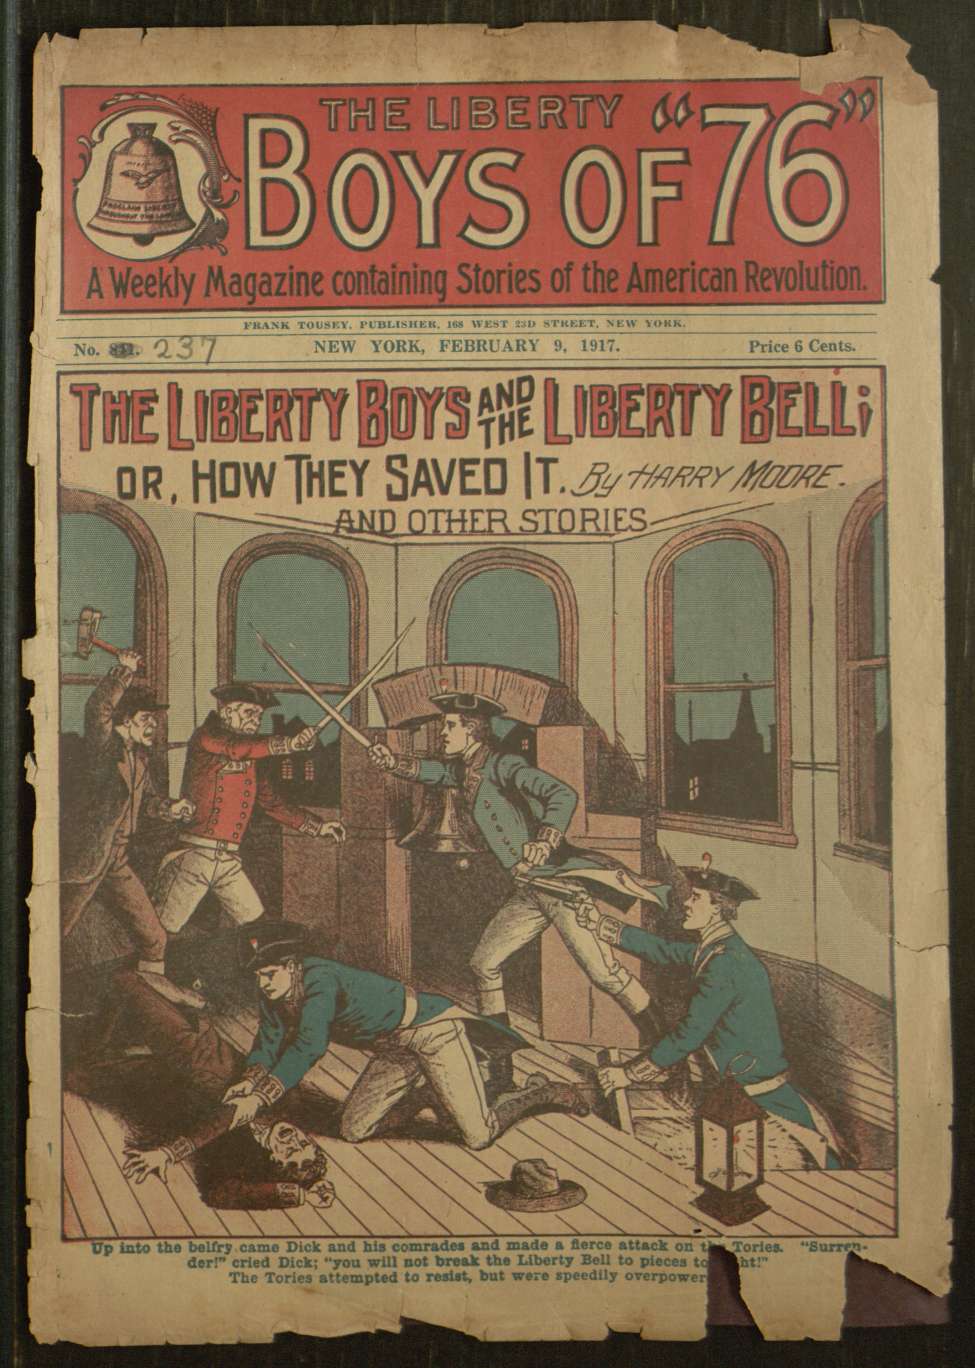 THE LIBERTY
BOYS OF "76"
PROCLAIM LIBERTY
THROUGHOUT THE LAND
A Weekly Magazine containing Stories of the American Revolution.
FRANK TOUSEY, PUBLISHER, 168 WEST 23D STREET, NEW YORK.
No. 237 NEW YORK, FEBRUARY 9, 1917. Price 6 Cents.
THE LIBERTY BOYS AND THE LIBERTY BELL;
OR, HOW THEY SAVED IT. By HARRY MOORE.
AND OTHER STORIES
Up into the belfry came Dick and his comrades and made a fierce attack on Tories. "Surren-
der!" cried Dick; "you will not break the Liberty Bell to pieces
The Tories attempted to resist, but were speedily